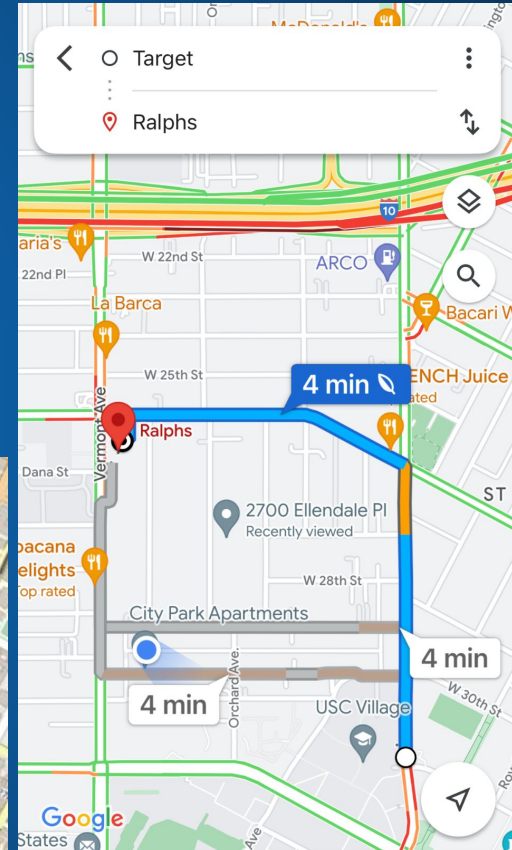 McDonald's
Target
Ralphs
10
aria's
W 22nd St
22nd Pl
ARCO
La Barca
Bacari W
W 25th St
4 min
ENCH Juice
ated
Vermont Ave
Ralphs
Dana St
ST
2700 Ellendale Pl
Recently viewed
pacana
elights
Top rated
W 28th St
City Park Apartments
4 min
4 min
Orchard Ave.
USC Village
W 30th St
Google
States
Ave